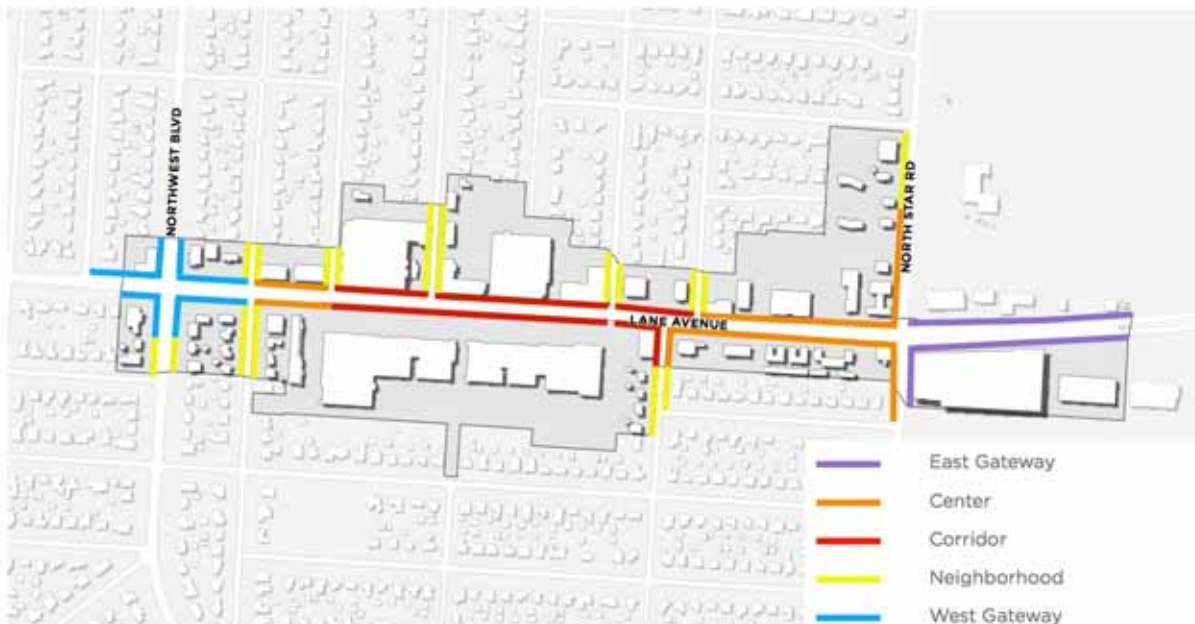 NORTHWEST BLVD
NORTH STAR RD
LANE AVENUE
East Gateway
Center
Corridor
Neighborhood
West Gateway